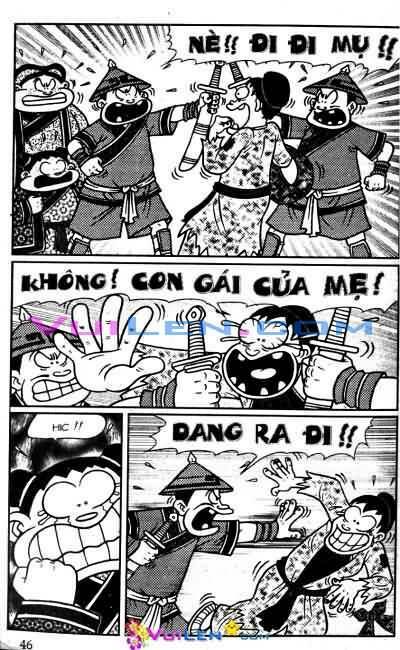 NÈ!! ĐI ĐI MỤ!!
KHÔNG! CON GÁI CỦA MẸ!
VUILEN.COM
HIC!!
DANG RA ĐI!!
46
VUILEN.COM